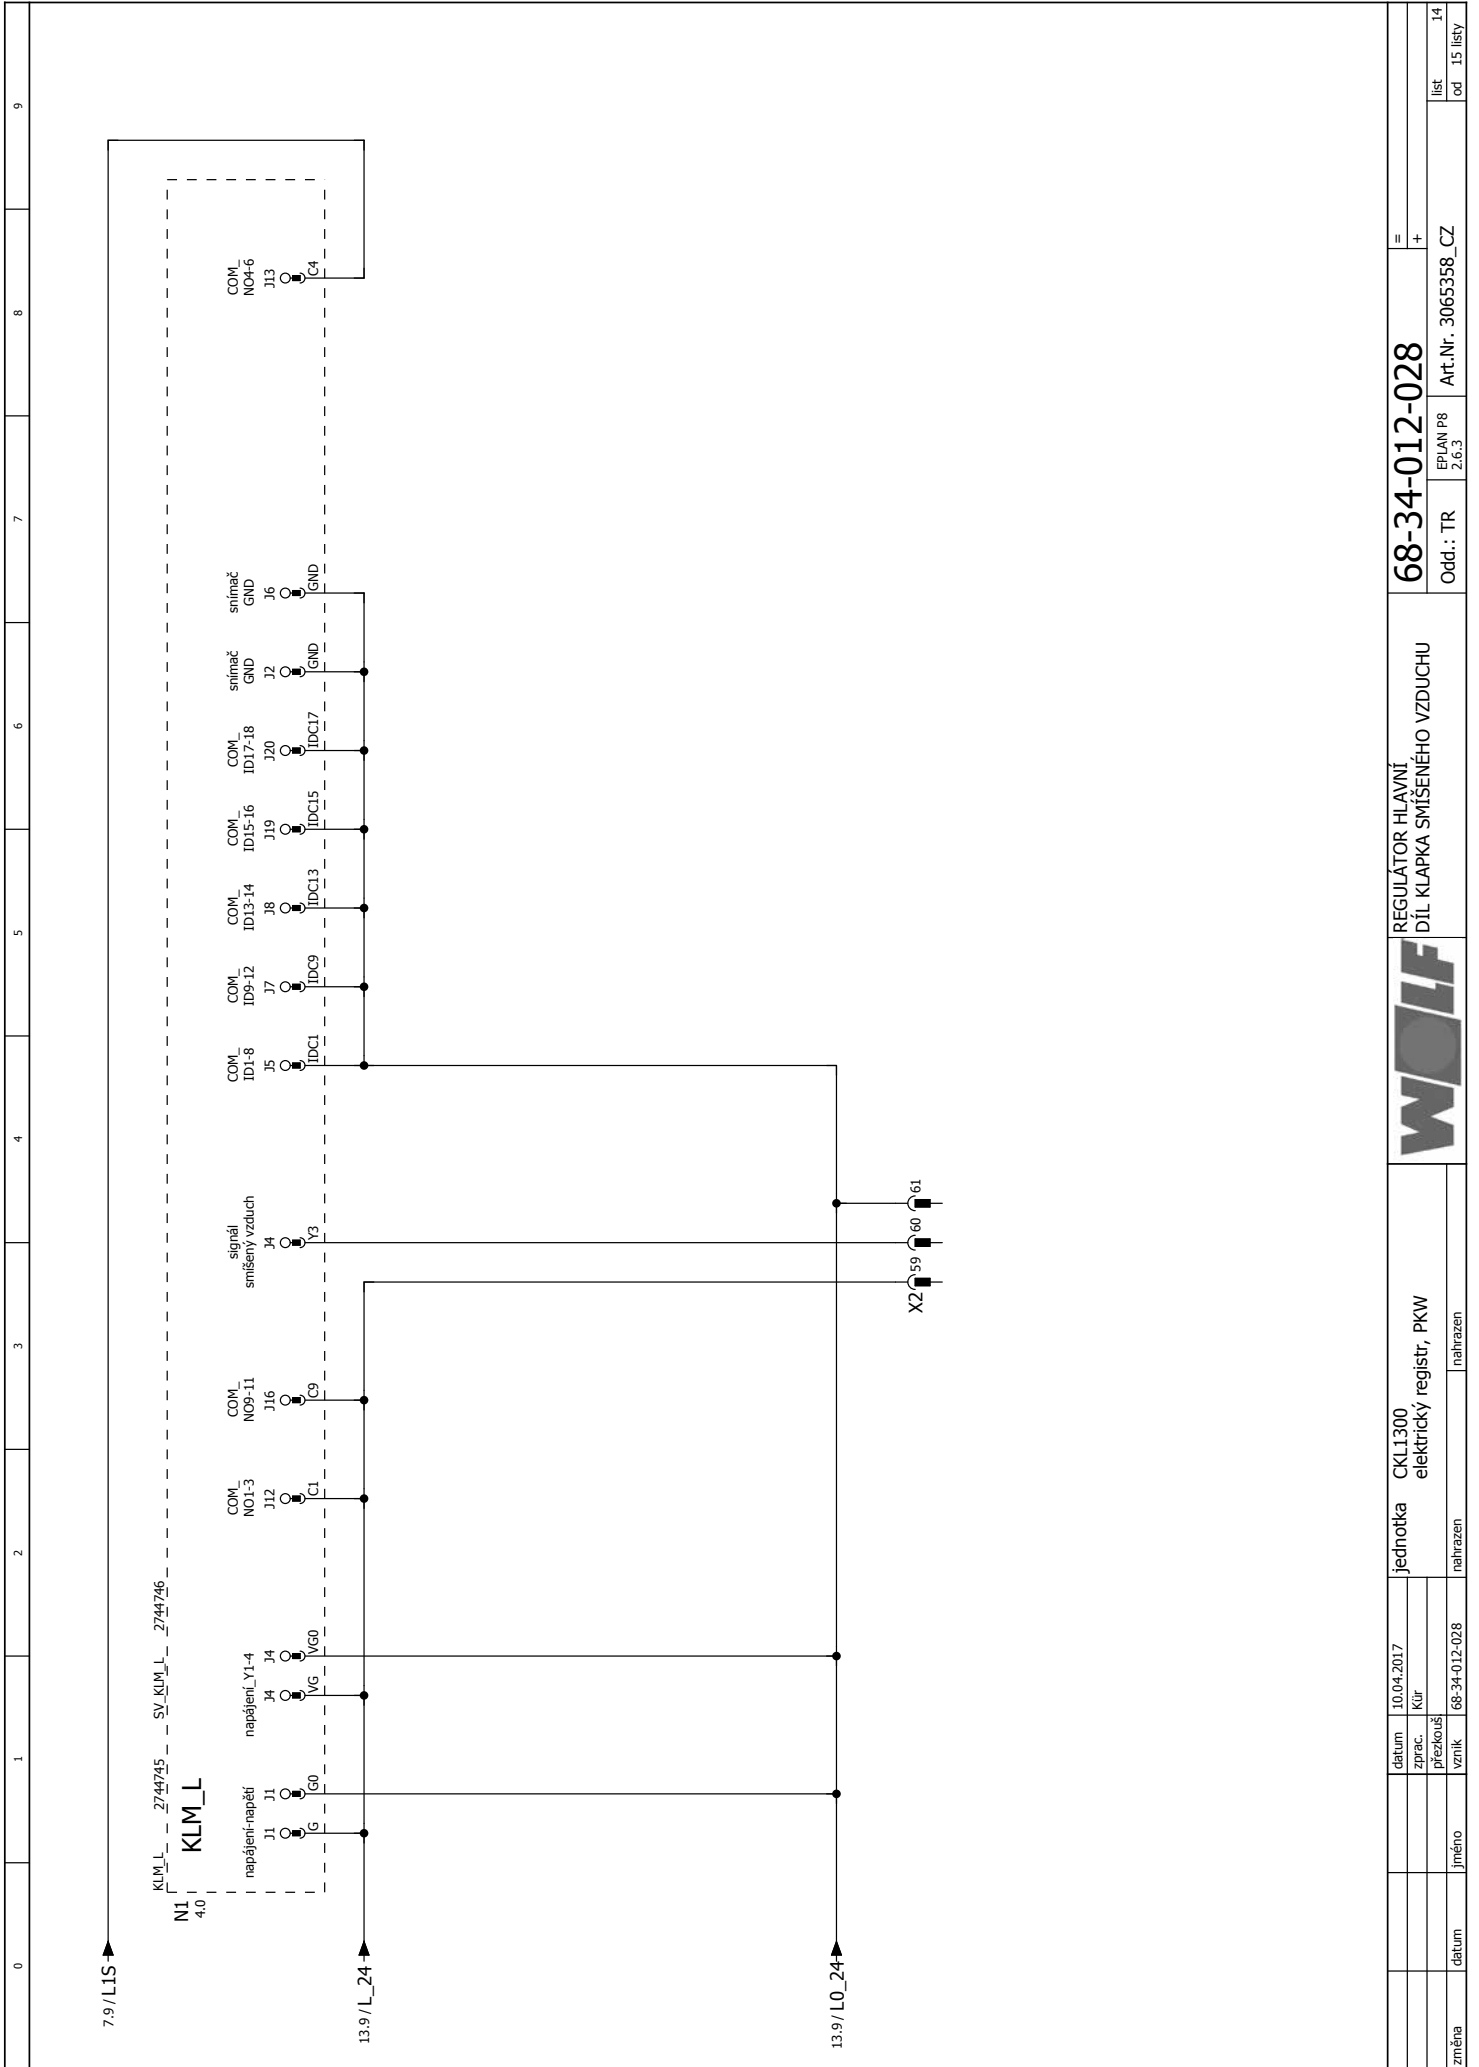 0
1
2
3
4
5
6
7
8
9
7.9 / L1S
13.9 / L_24
13.9 / L0_24
N1
4.0
KLM_L 2744745 SV_KLM_L 2744746
KLM_L
napájení-napětí
J1
G
J1
G0
napájení_Y1-4
J4
VG
J4
VG0
COM_
NO1-3
J12
C1
COM_
NO9-11
J16
C9
signál
smíšený vzduch
J4
Y3
COM_
ID1-8
J5
IDC1
COM_
ID9-12
J7
IDC9
COM_
ID13-14
J8
IDC13
COM_
ID15-16
J19
IDC15
COM_
ID17-18
J20
IDC17
snímač
GND
J2
GND
snímač
GND
J6
GND
COM_
NO4-6
J13
C4
X2
59
60
61
změna
datum
jméno
datum
10.04.2017
zprac.
Kür
přezkouš.
vznik
68-34-012-028
jednotka CKL1300
elektrický registr, PKW
nahrazen
nahrazen
WOLF
REGULÁTOR HLAVNÍ
DÍL KLAPKA SMÍŠENÉHO VZDUCHU
68-34-012-028
=
+
Odd.: TR
EPLAN P8
2.6.3
Art.Nr. 3065358_CZ
list 14
od 15 listy